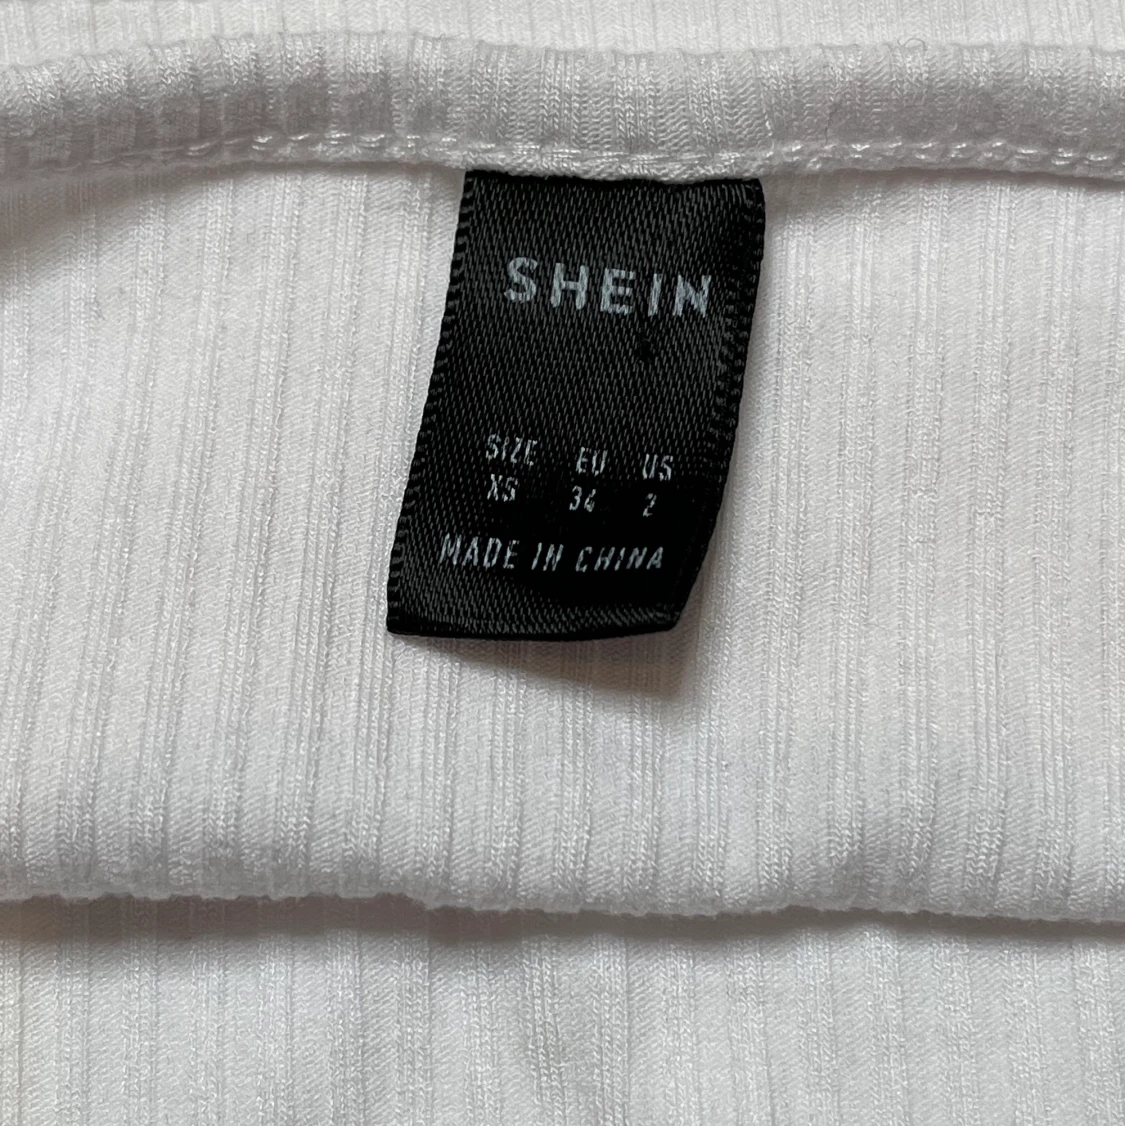 SHEIN
SIZE EU US
XS 34 2
MADE IN CHINA